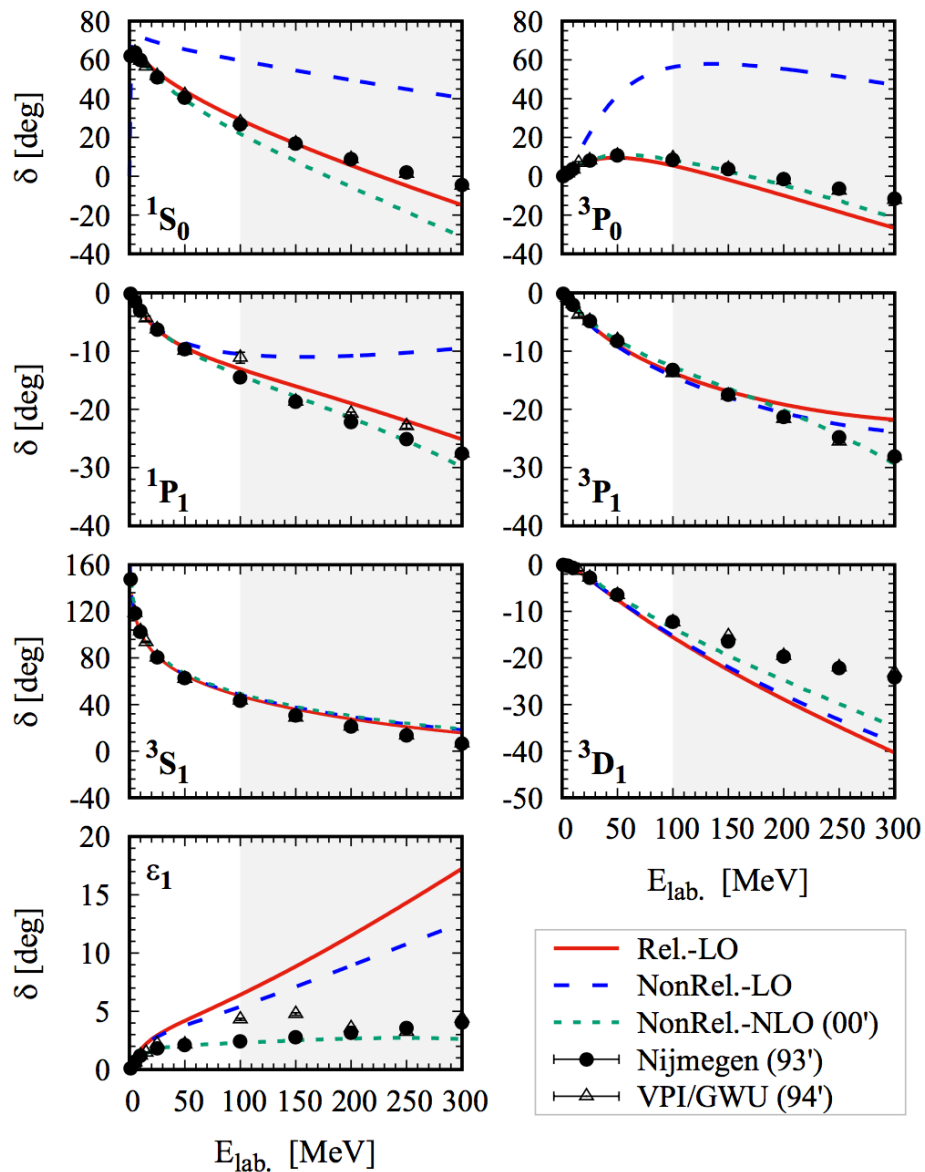 80
60
40
20
0
-20
-40
δ [deg]
¹S₀
80
60
40
20
0
-20
-40
³P₀
0
-10
-20
-30
-40
δ [deg]
¹P₁
0
-10
-20
-30
-40
³P₁
160
120
80
40
0
-40
δ [deg]
³S₁
0
-10
-20
-30
-40
-50
³D₁
0 50 100 150 200 250 300
E_lab. [MeV]
20
15
10
5
0
δ [deg]
ε₁
0 50 100 150 200 250 300
E_lab. [MeV]
Rel.-LO
NonRel.-LO
NonRel.-NLO (00')
Nijmegen (93')
VPI/GWU (94')